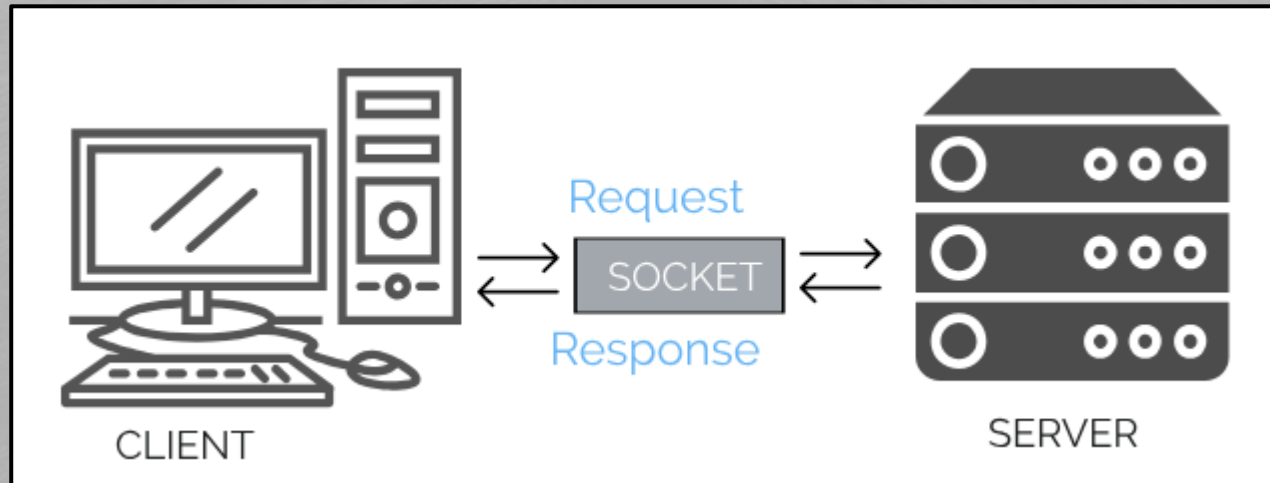 Request
SOCKET
Response
CLIENT
SERVER